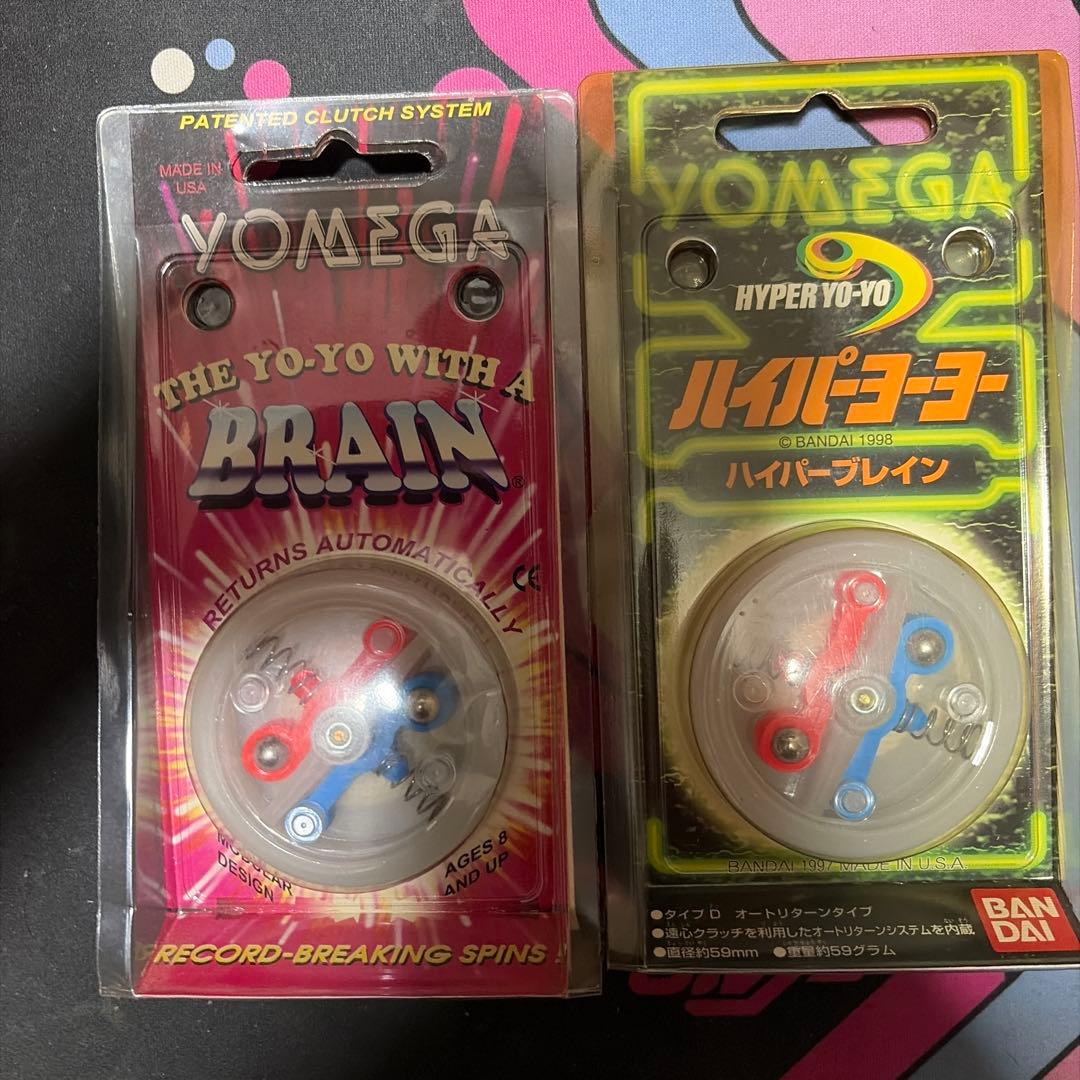 PATENTED CLUTCH SYSTEM
MADE IN
USA
YOMEGA
THE YO-YO WITH A
BRAIN®
RETURNS AUTOMATICALLY
CE
MODULAR
DESIGN
AGES 8
AND UP
RECORD-BREAKING SPINS !
YOMEGA
HYPER YO-YO
ハイパーヨーヨー
© BANDAI 1998
ハイパーブレイン
BANDAI 1997 MADE IN U.S.A.
●タイプD オートリターンタイプ
●遠心クラッチを利用したオートリターンシステムを内蔵
●直径約59mm ●重量約59グラム
BAN
DAI